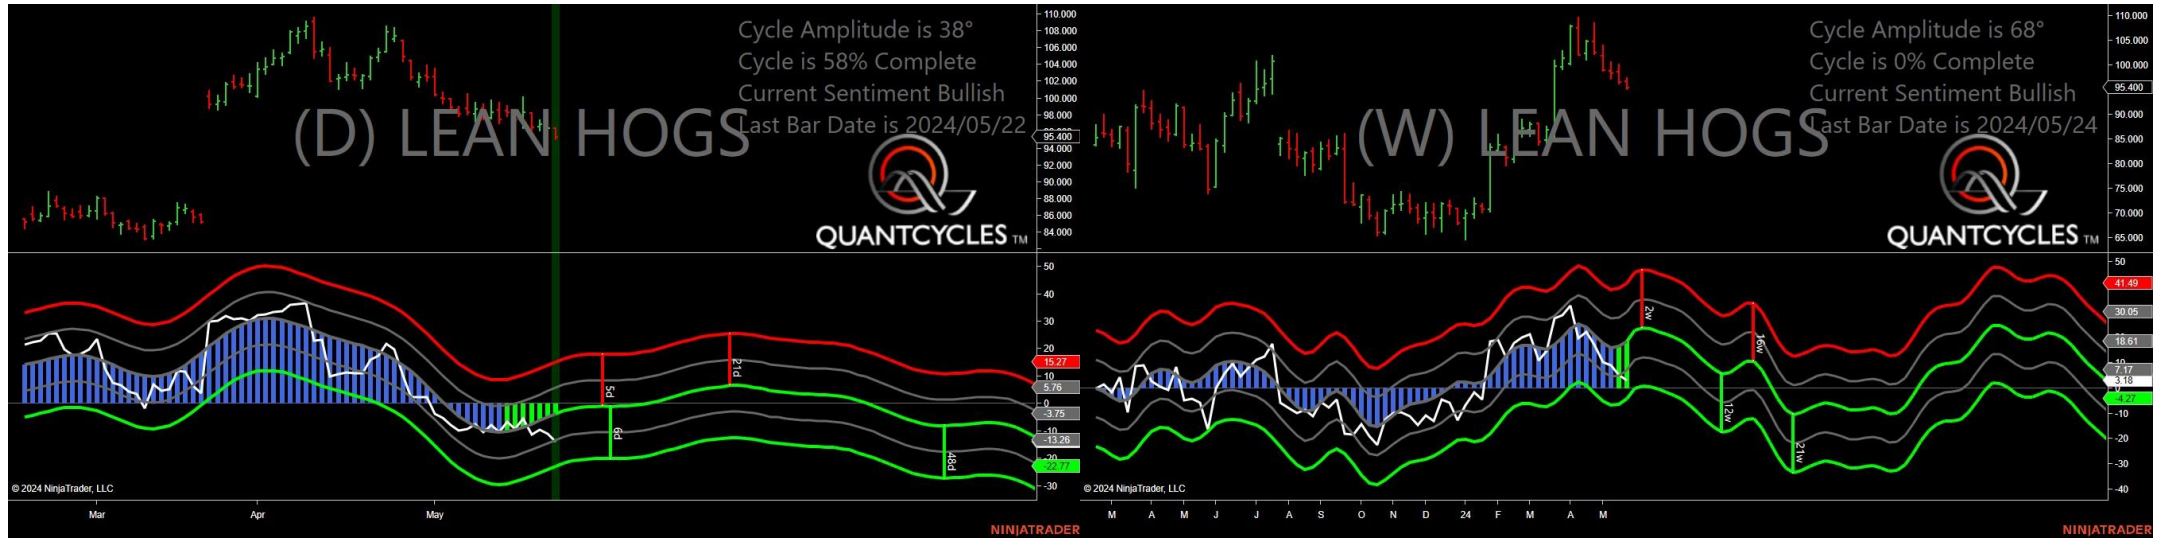 Cycle Amplitude is 38°
Cycle is 58% Complete
Current Sentiment Bullish
Last Bar Date is 2024/05/22
(D) LEAN HOGS
QUANTCYCLES TM
110.000
108.000
106.000
104.000
102.000
100.000
98.000
95.400
94.000
92.000
90.000
88.000
86.000
84.000
50
40
30
20
15.27
10
5.76
0
-3.75
-10
-13.26
-20
-22.77
-30
5d
6d
21d
48d
© 2024 NinjaTrader, LLC
Mar Apr May
NINJATRADER
Cycle Amplitude is 68°
Cycle is 0% Complete
Current Sentiment Bullish
Last Bar Date is 2024/05/24
(W) LEAN HOGS
QUANTCYCLES TM
110.000
105.000
100.000
95.400
90.000
85.000
80.000
75.000
70.000
65.000
50
41.49
30.05
18.61
10
7.17
3.18
-4.27
-10
-20
-30
-40
2w
16w
12w
21w
© 2024 NinjaTrader, LLC
M A M J J A S O N D 24 F M A M
NINJATRADER